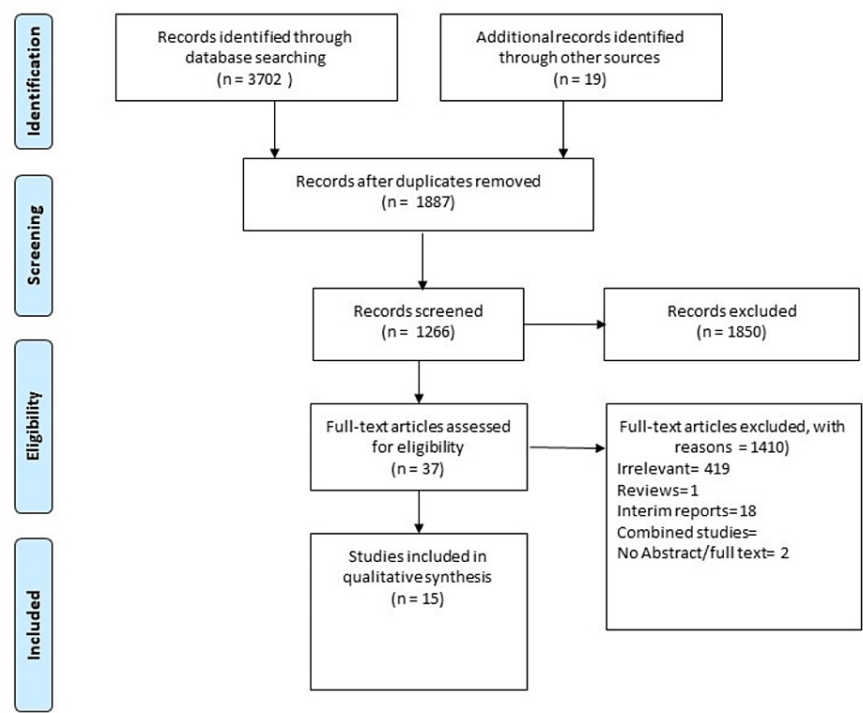 Identification
Records identified through
database searching
(n = 3702 )
Additional records identified
through other sources
(n = 19)
Records after duplicates removed
(n = 1887)
Screening
Records screened
(n = 1266)
Records excluded
(n = 1850)
Eligibility
Full-text articles assessed
for eligibility
(n = 37)
Full-text articles excluded, with
reasons = 1410)
Irrelevant= 419
Reviews=1
Interim reports=18
Combined studies=
No Abstract/full text= 2
Included
Studies included in
qualitative synthesis
(n = 15)